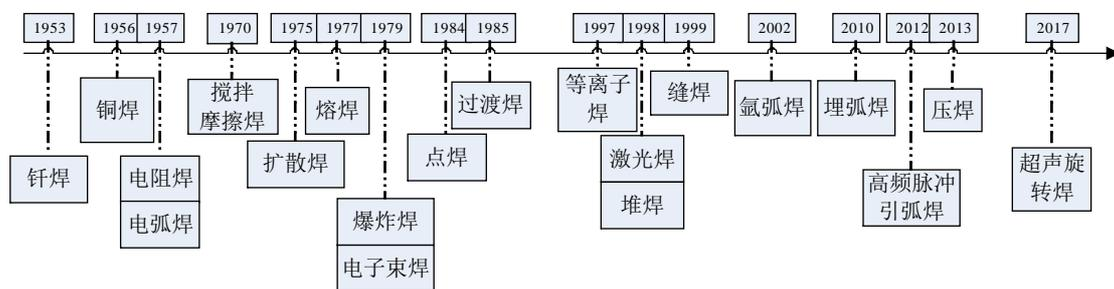 1953
1956
1957
1970
1975
1977
1979
1984
1985
1997
1998
1999
2002
2010
2012
2013
2017
钎焊
铜焊
电阻焊
电弧焊
搅拌
摩擦焊
扩散焊
熔焊
爆炸焊
电子束焊
点焊
过渡焊
等离子
焊
激光焊
堆焊
缝焊
氩弧焊
埋弧焊
高频脉冲
引弧焊
压焊
超声旋
转焊